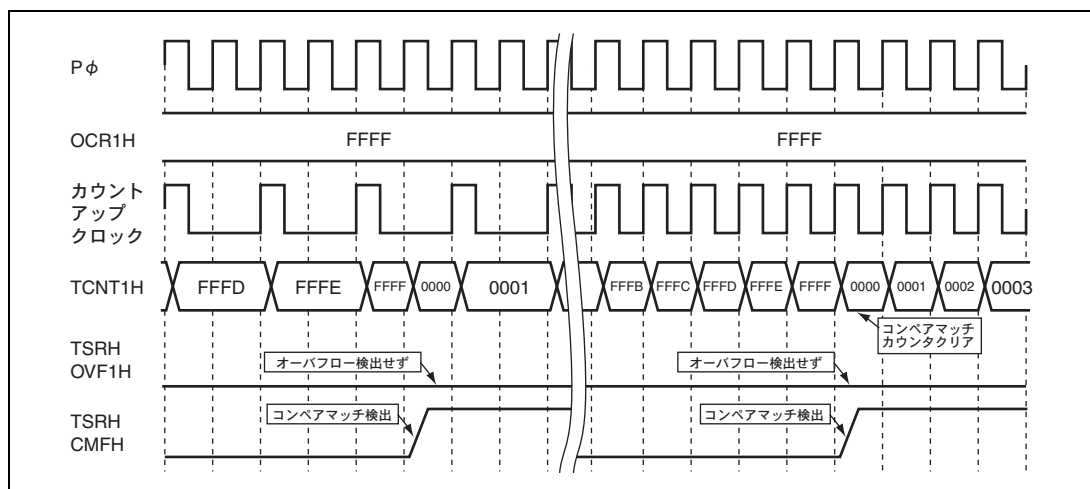 Pφ
OCR1H
FFFF
FFFF
カウント
アップ
クロック
TCNT1H
FFFD
FFFE
FFFF
0000
0001
FFFB
FFFC
FFFD
FFFE
FFFF
0000
0001
0002
0003
コンペアマッチ
カウンタクリア
TSRH
OVF1H
オーバフロー検出せず
オーバフロー検出せず
TSRH
CMFH
コンペアマッチ検出
コンペアマッチ検出